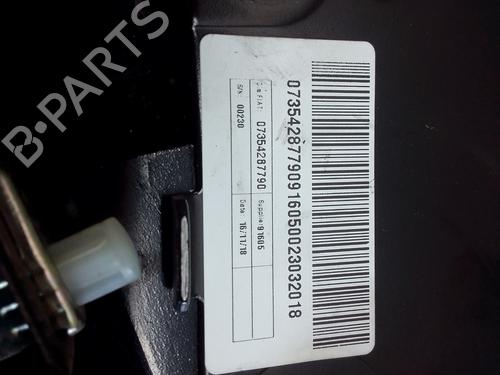 07354287790916050023032018
FIAT: 07354287790
Supplier: 91605
S/N: 00230
Date: 16/11/18
B-PARTS